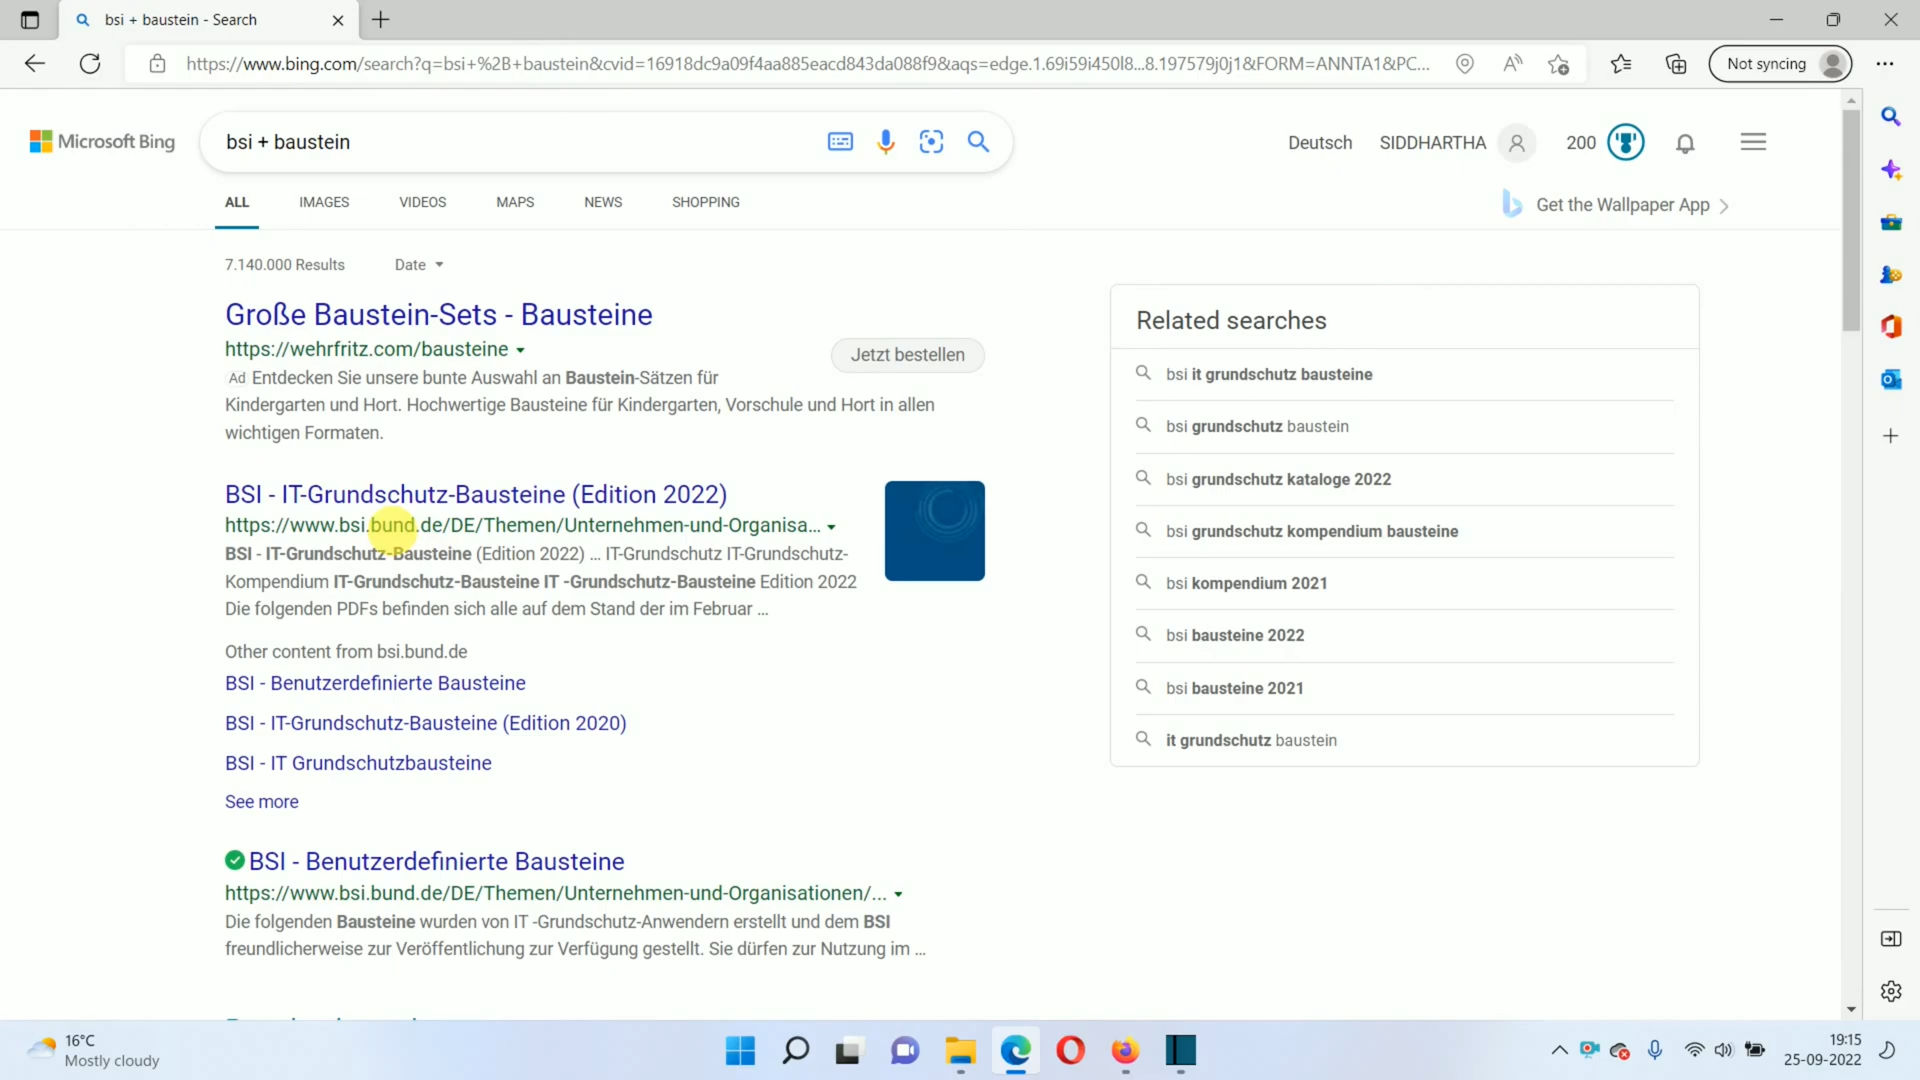 bsi + baustein - Search
https://www.bing.com/search?q=bsi+%2B+baustein&cvid=16918dc9a09f4aa885eacd843da088f9&aqs=edge.1.69i59i450l8...8.197579j0j1&FORM=ANNTA1&PC...
Not syncing
Microsoft Bing
bsi + baustein
Deutsch SIDDHARTHA 200
ALL IMAGES VIDEOS MAPS NEWS SHOPPING
Get the Wallpaper App
7.140.000 Results Date
Große Baustein-Sets - Bausteine
https://wehrfritz.com/bausteine
Jetzt bestellen
Ad Entdecken Sie unsere bunte Auswahl an Baustein-Sätzen für
Kindergarten und Hort. Hochwertige Bausteine für Kindergarten, Vorschule und Hort in allen
wichtigen Formaten.
BSI - IT-Grundschutz-Bausteine (Edition 2022)
https://www.bsi.bund.de/DE/Themen/Unternehmen-und-Organisa...
BSI - IT-Grundschutz-Bausteine (Edition 2022) ... IT-Grundschutz IT-Grundschutz-
Kompendium IT-Grundschutz-Bausteine IT -Grundschutz-Bausteine Edition 2022
Die folgenden PDFs befinden sich alle auf dem Stand der im Februar ...
Other content from bsi.bund.de
BSI - Benutzerdefinierte Bausteine
BSI - IT-Grundschutz-Bausteine (Edition 2020)
BSI - IT Grundschutzbausteine
See more
BSI - Benutzerdefinierte Bausteine
https://www.bsi.bund.de/DE/Themen/Unternehmen-und-Organisationen/...
Die folgenden Bausteine wurden von IT -Grundschutz-Anwendern erstellt und dem BSI
freundlicherweise zur Veröffentlichung zur Verfügung gestellt. Sie dürfen zur Nutzung im ...
Related searches
bsi it grundschutz bausteine
bsi grundschutz baustein
bsi grundschutz kataloge 2022
bsi grundschutz kompendium bausteine
bsi kompendium 2021
bsi bausteine 2022
bsi bausteine 2021
it grundschutz baustein
16°C
Mostly cloudy
19:15
25-09-2022